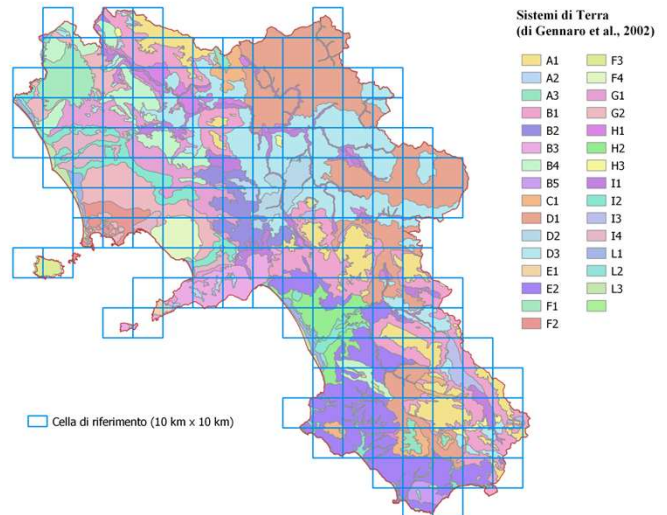 Sistemi di Terra
(di Gennaro et al., 2002)
A1
A2
A3
B1
B2
B3
B4
B5
C1
D1
D2
D3
E1
E2
F1
F2
F3
F4
G1
G2
H1
H2
H3
I1
I2
I3
I4
L1
L2
L3
Cella di riferimento (10 km x 10 km)